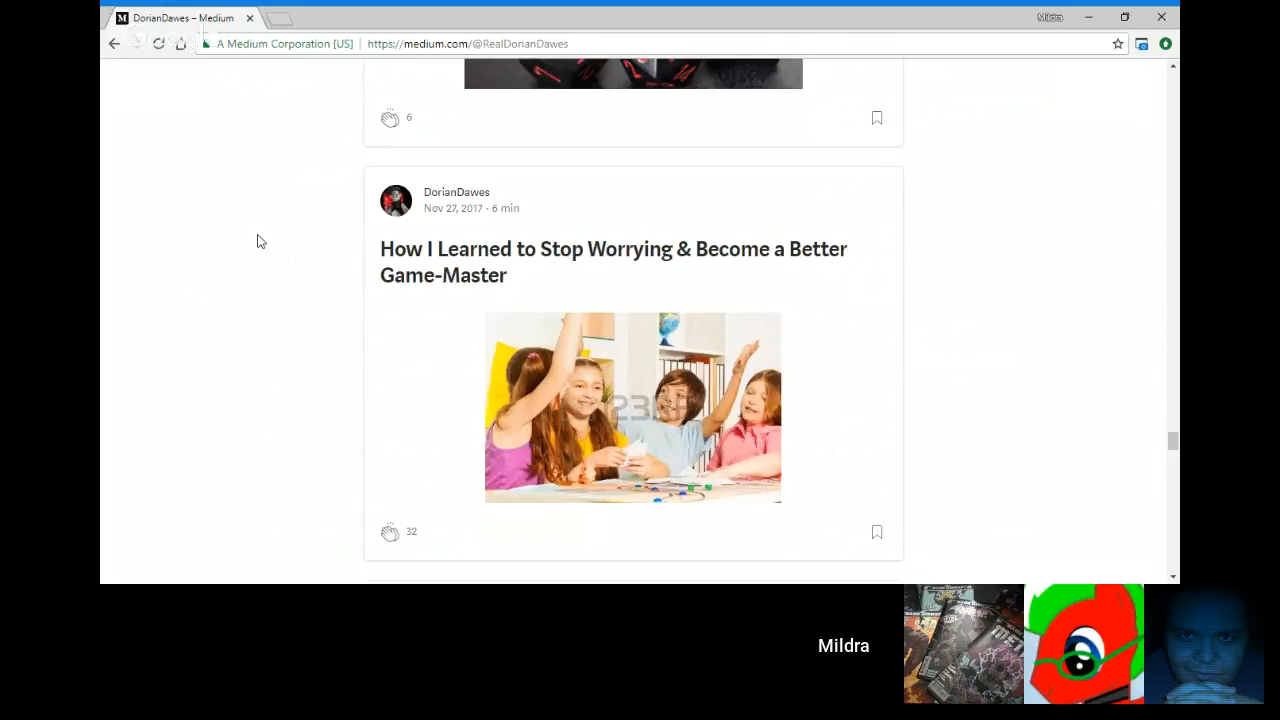 DorianDawes – Medium
Mildra
A Medium Corporation [US]
https://medium.com/@RealDorianDawes
6
DorianDawes
Nov 27, 2017 · 6 min
How I Learned to Stop Worrying & Become a Better
Game-Master
32
Mildra